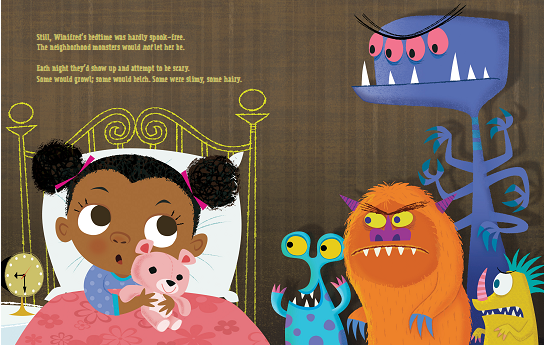 Still, Winifred's bedtime was hardly spook-free.
The neighborhood monsters would not let her be.
Each night they'd show up and attempt to be scary.
Some would growl; some would belch. Some were slimy, some hairy.